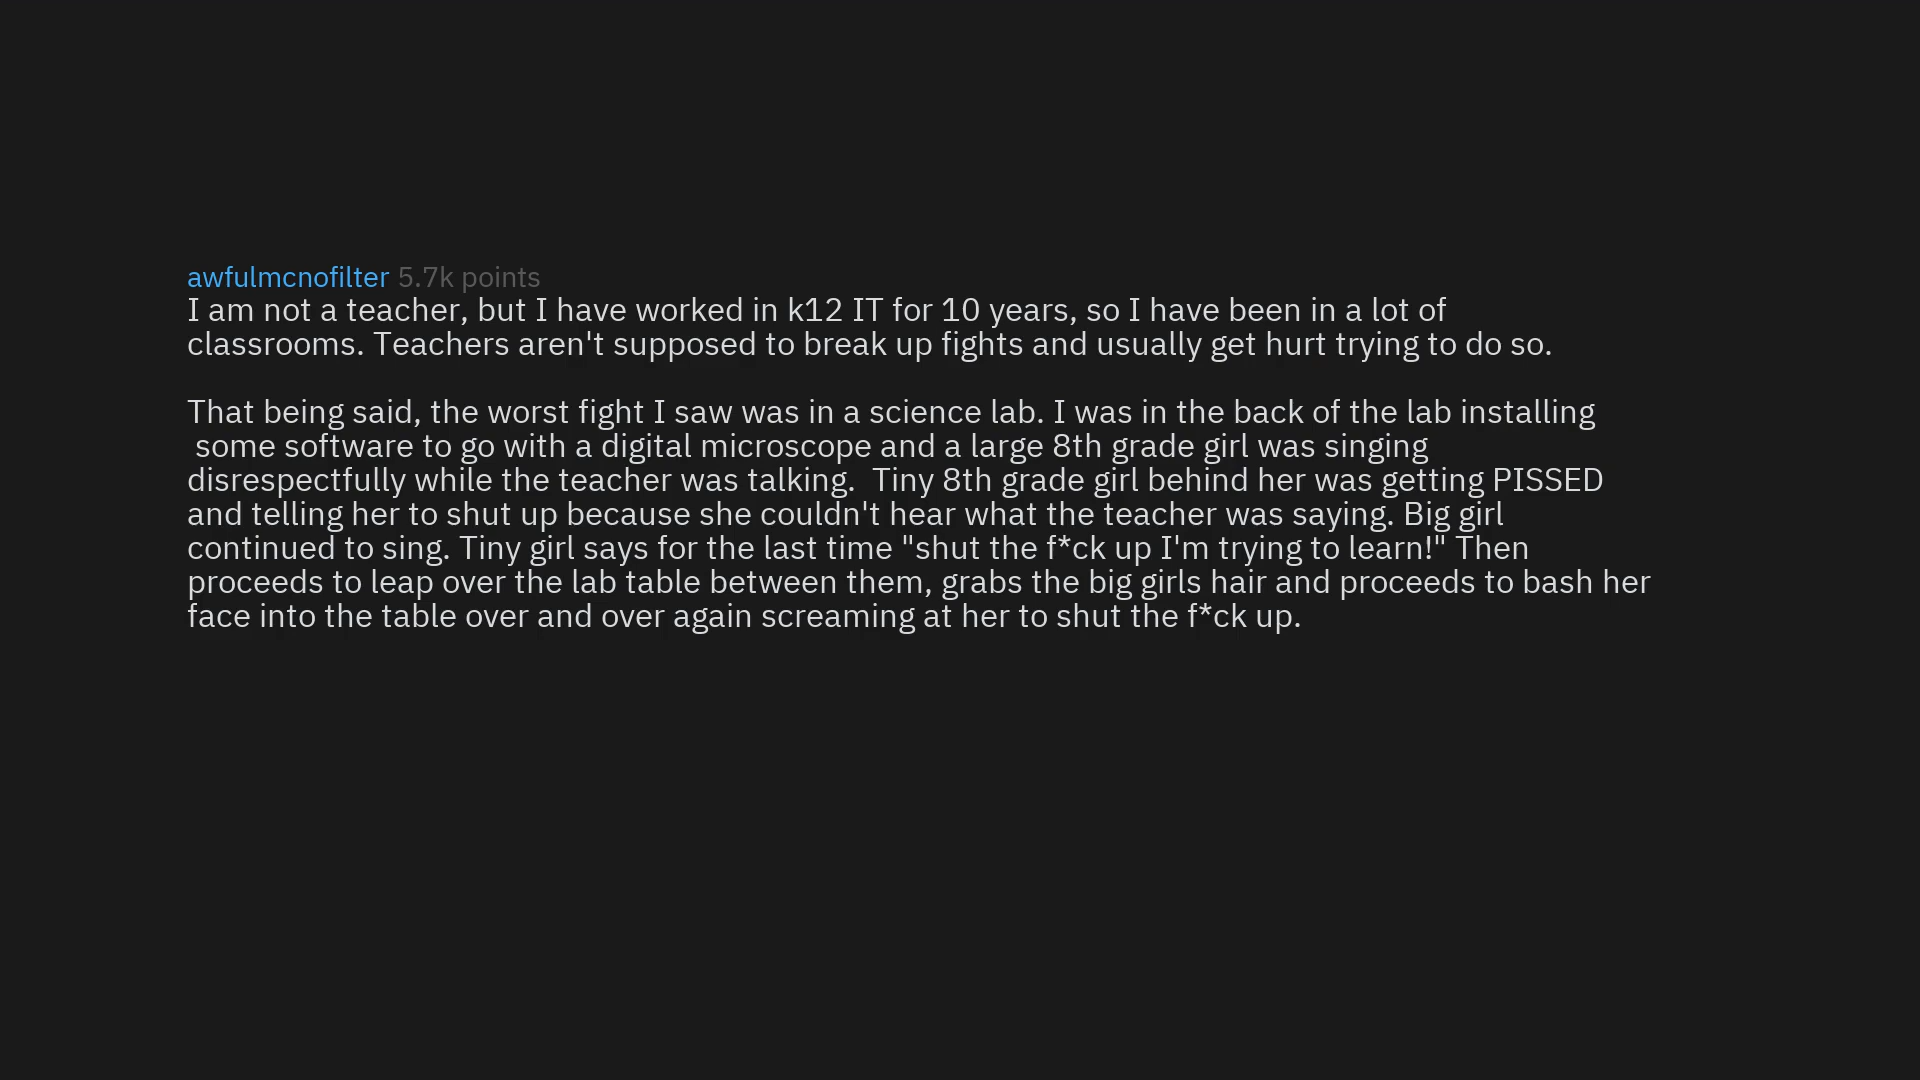 awfulmcnofilter 5.7k points
I am not a teacher, but I have worked in k12 IT for 10 years, so I have been in a lot of
classrooms. Teachers aren't supposed to break up fights and usually get hurt trying to do so.
That being said, the worst fight I saw was in a science lab. I was in the back of the lab installing
some software to go with a digital microscope and a large 8th grade girl was singing
disrespectfully while the teacher was talking.  Tiny 8th grade girl behind her was getting PISSED
and telling her to shut up because she couldn't hear what the teacher was saying. Big girl
continued to sing. Tiny girl says for the last time "shut the f*ck up I'm trying to learn!" Then
proceeds to leap over the lab table between them, grabs the big girls hair and proceeds to bash her
face into the table over and over again screaming at her to shut the f*ck up.